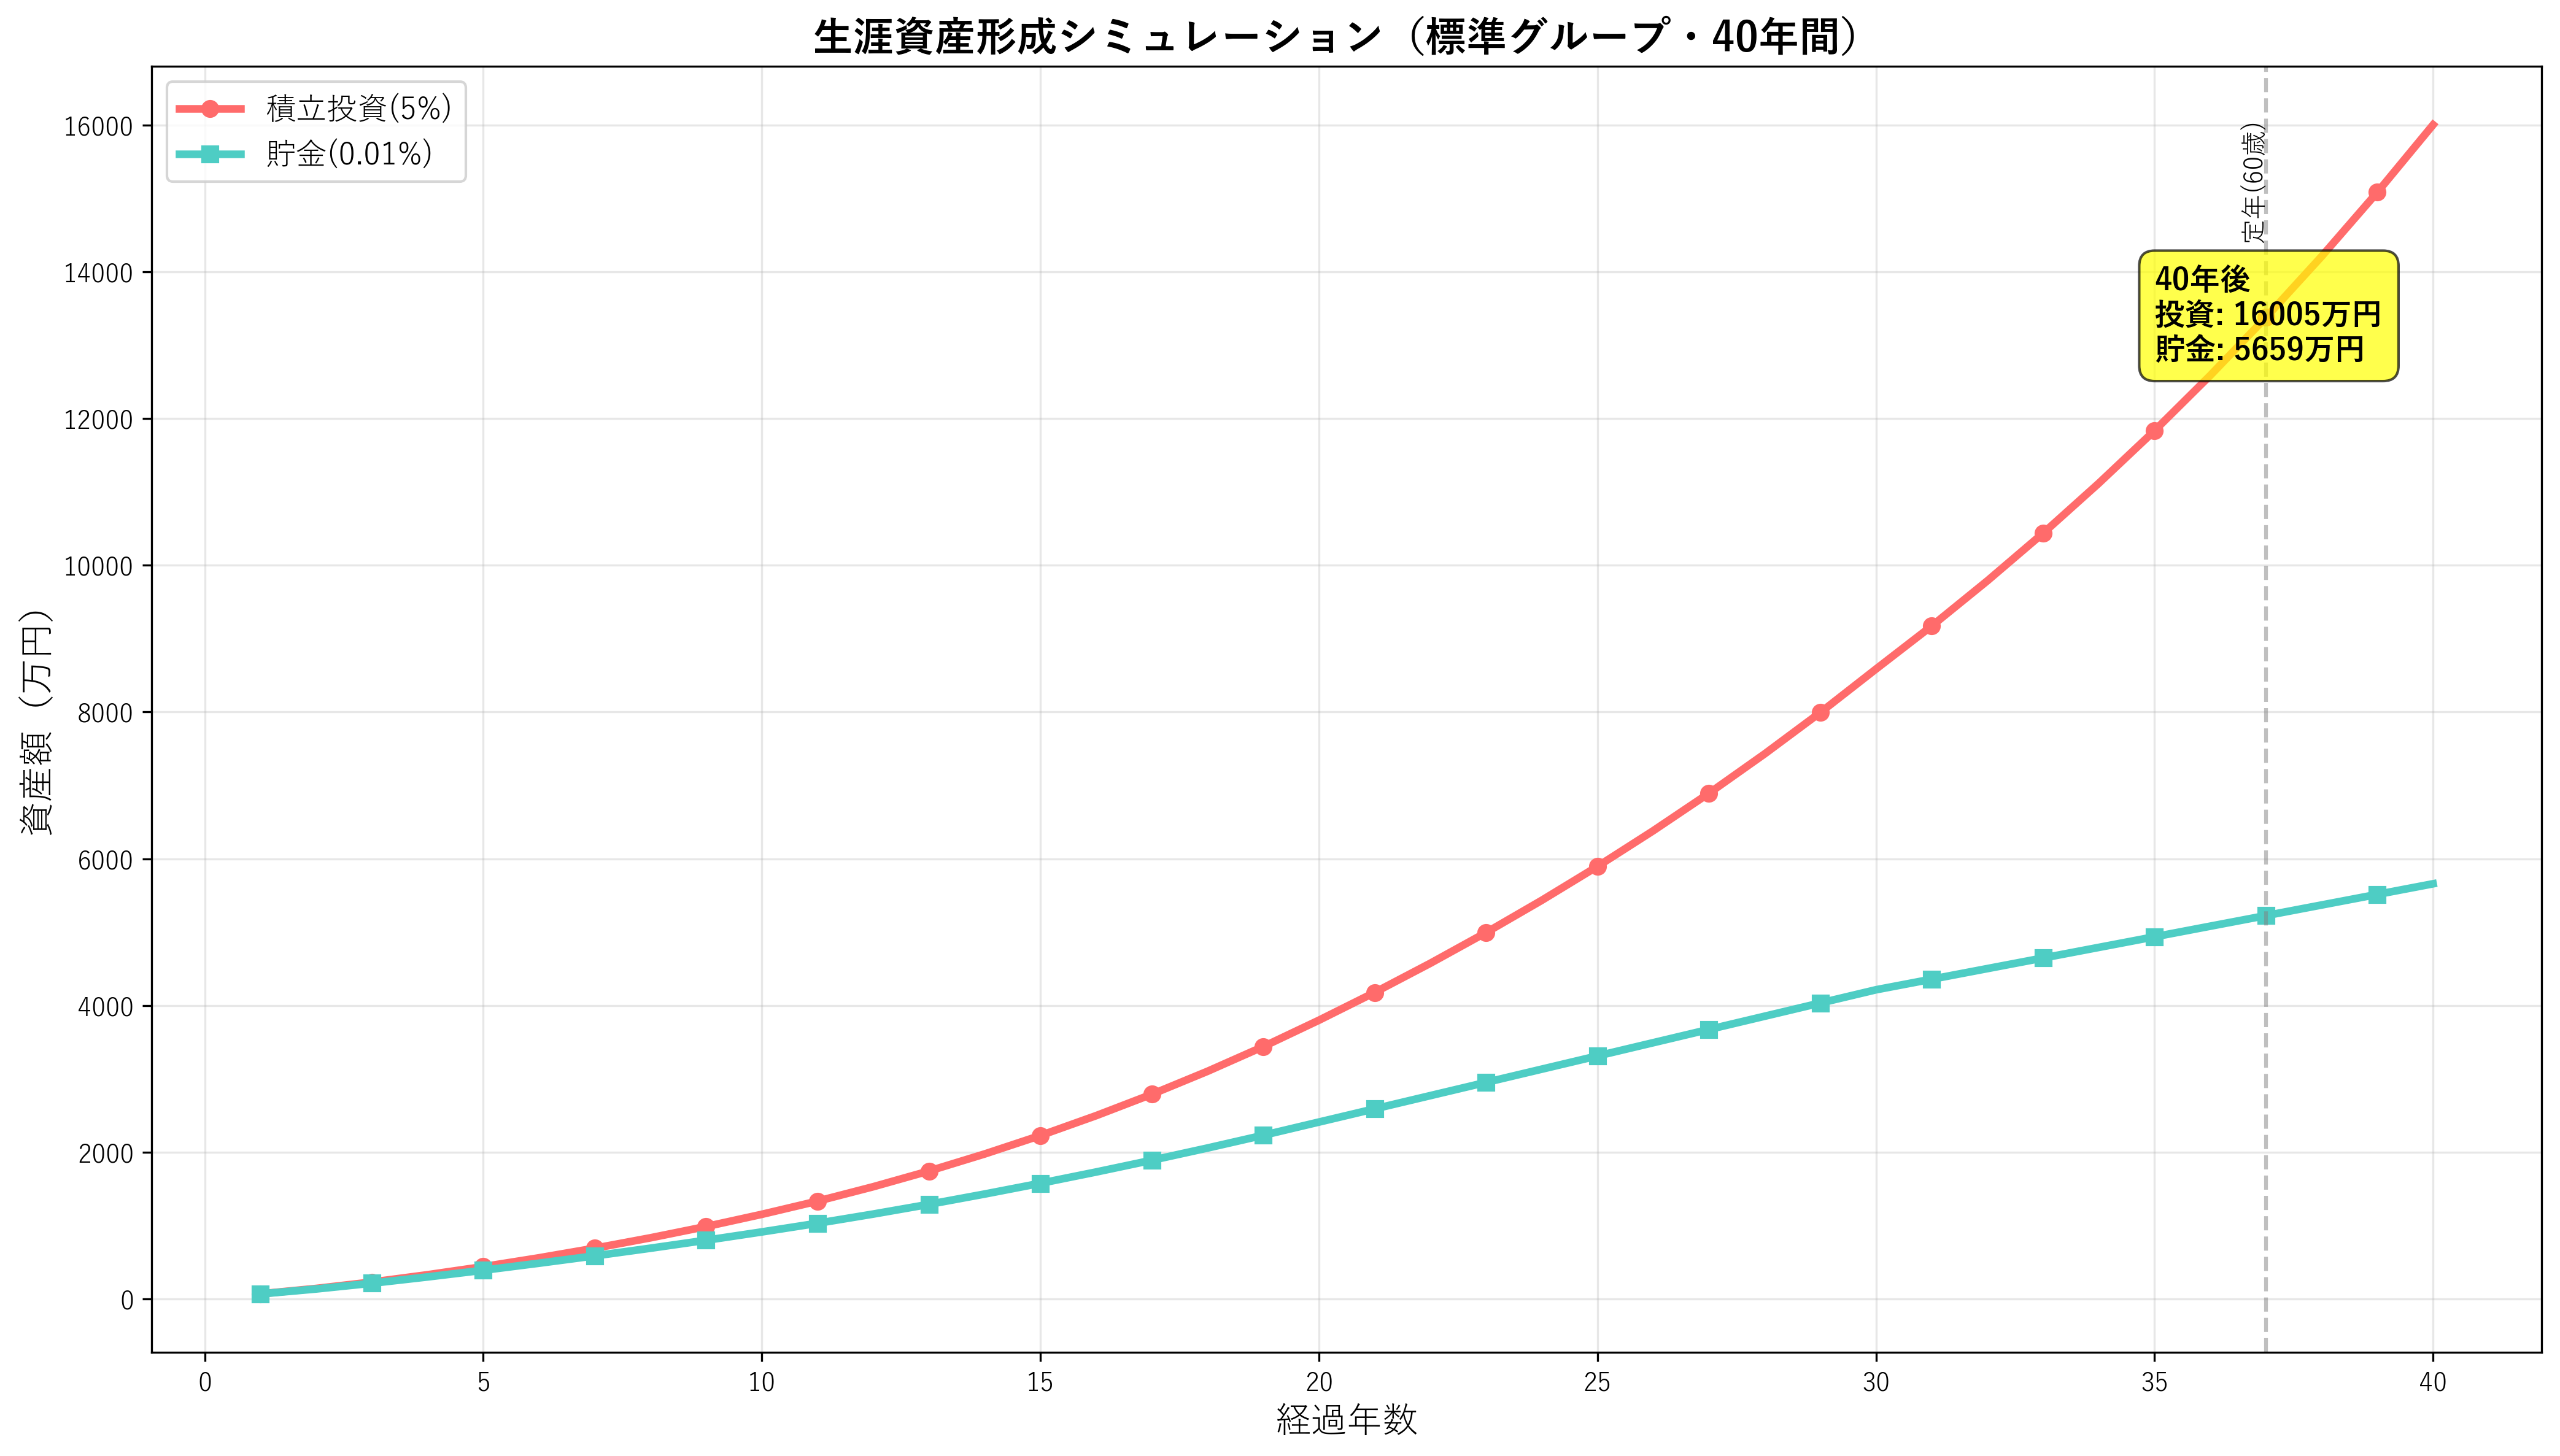 生涯資産形成シミュレーション（標準グループ・40年間）
積立投資(5%)
貯金(0.01%)
定年(60歳)
40年後
投資: 16005万円
貯金: 5659万円
資産額（万円）
16000
14000
12000
10000
8000
6000
4000
2000
0
0 5 10 15 20 25 30 35 40
経過年数